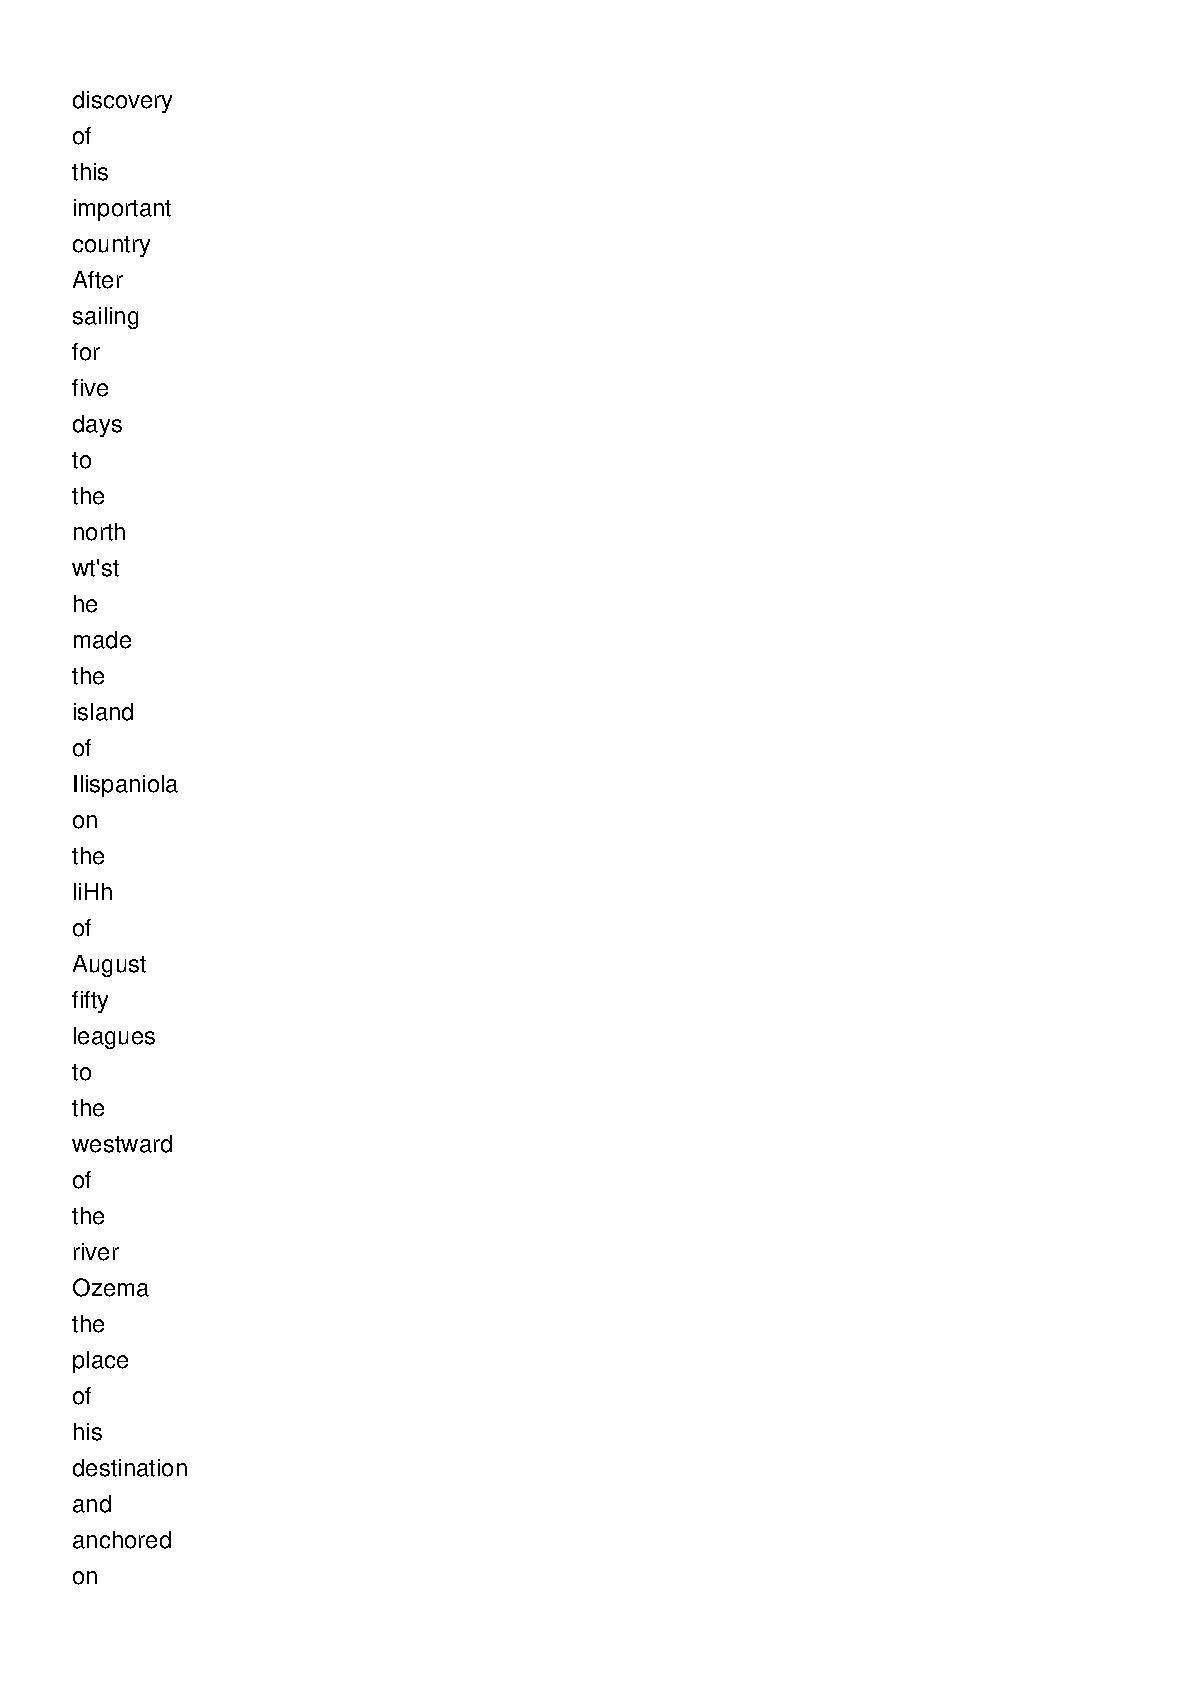 discovery
of
this
important
country
After
sailing
for
five
days
to
the
north
wt'st
he
made
the
island
of
Ilispaniola
on
the
liHh
of
August
fifty
leagues
to
the
westward
of
the
river
Ozema
the
place
of
his
destination
and
anchored
on